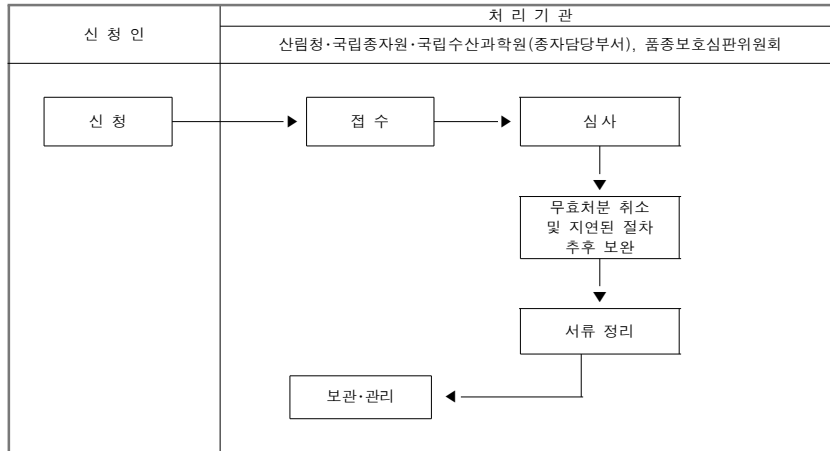 신 청 인
처 리 기 관
산림청·국립종자원·국립수산과학원(종자담당부서), 품종보호심판위원회
신 청
접 수
심 사
무효처분 취소
및 지연된 절차
추후 보완
서류 정리
보관·관리